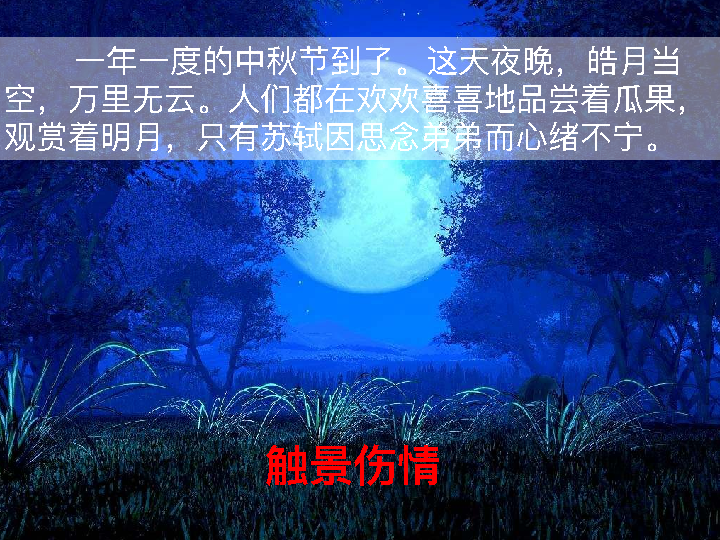 一年一度的中秋节到了。这天夜晚，皓月当
空，万里无云。人们都在欢欢喜喜地品尝着瓜果，
观赏着明月，只有苏轼因思念弟弟而心绪不宁。
触景伤情